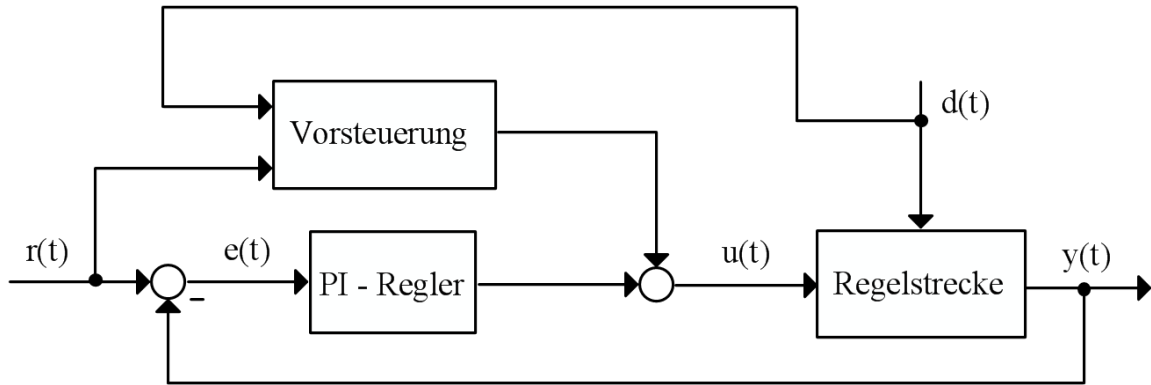 d(t)
Vorsteuerung
r(t)
e(t)
PI - Regler
u(t)
Regelstrecke
y(t)
-